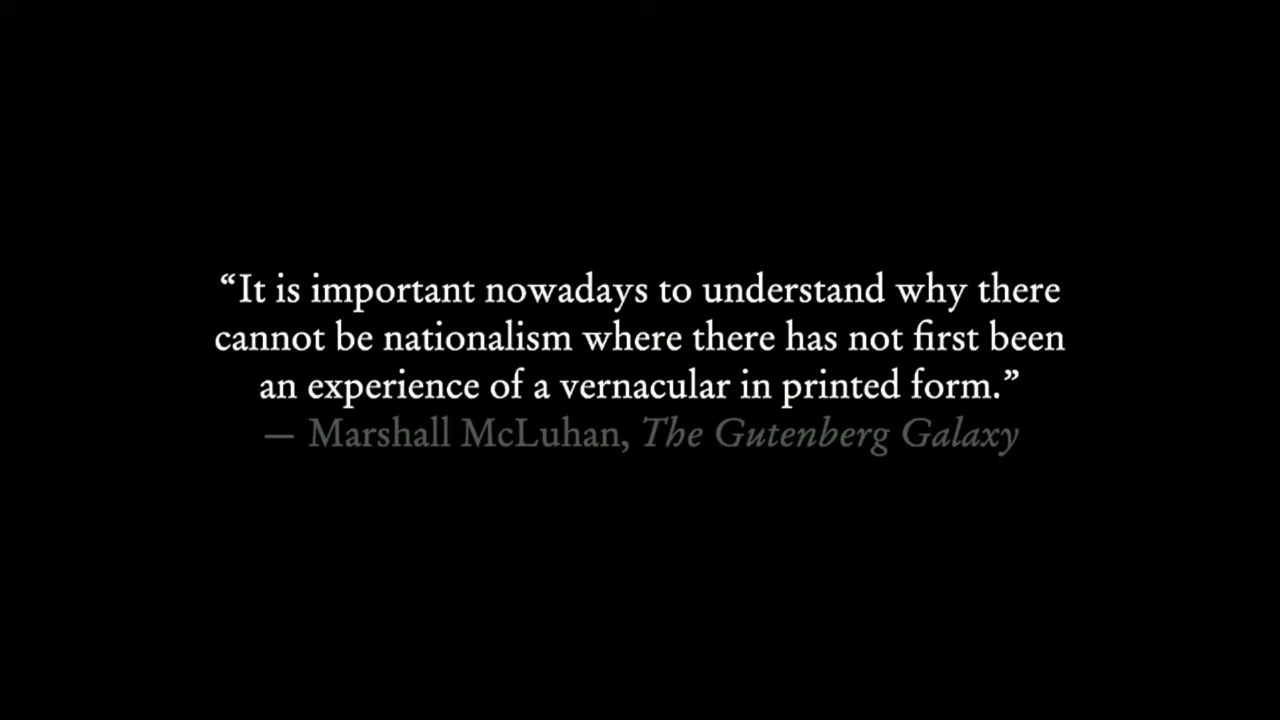 “It is important nowadays to understand why there
cannot be nationalism where there has not first been
an experience of a vernacular in printed form.”
— Marshall McLuhan, The Gutenberg Galaxy